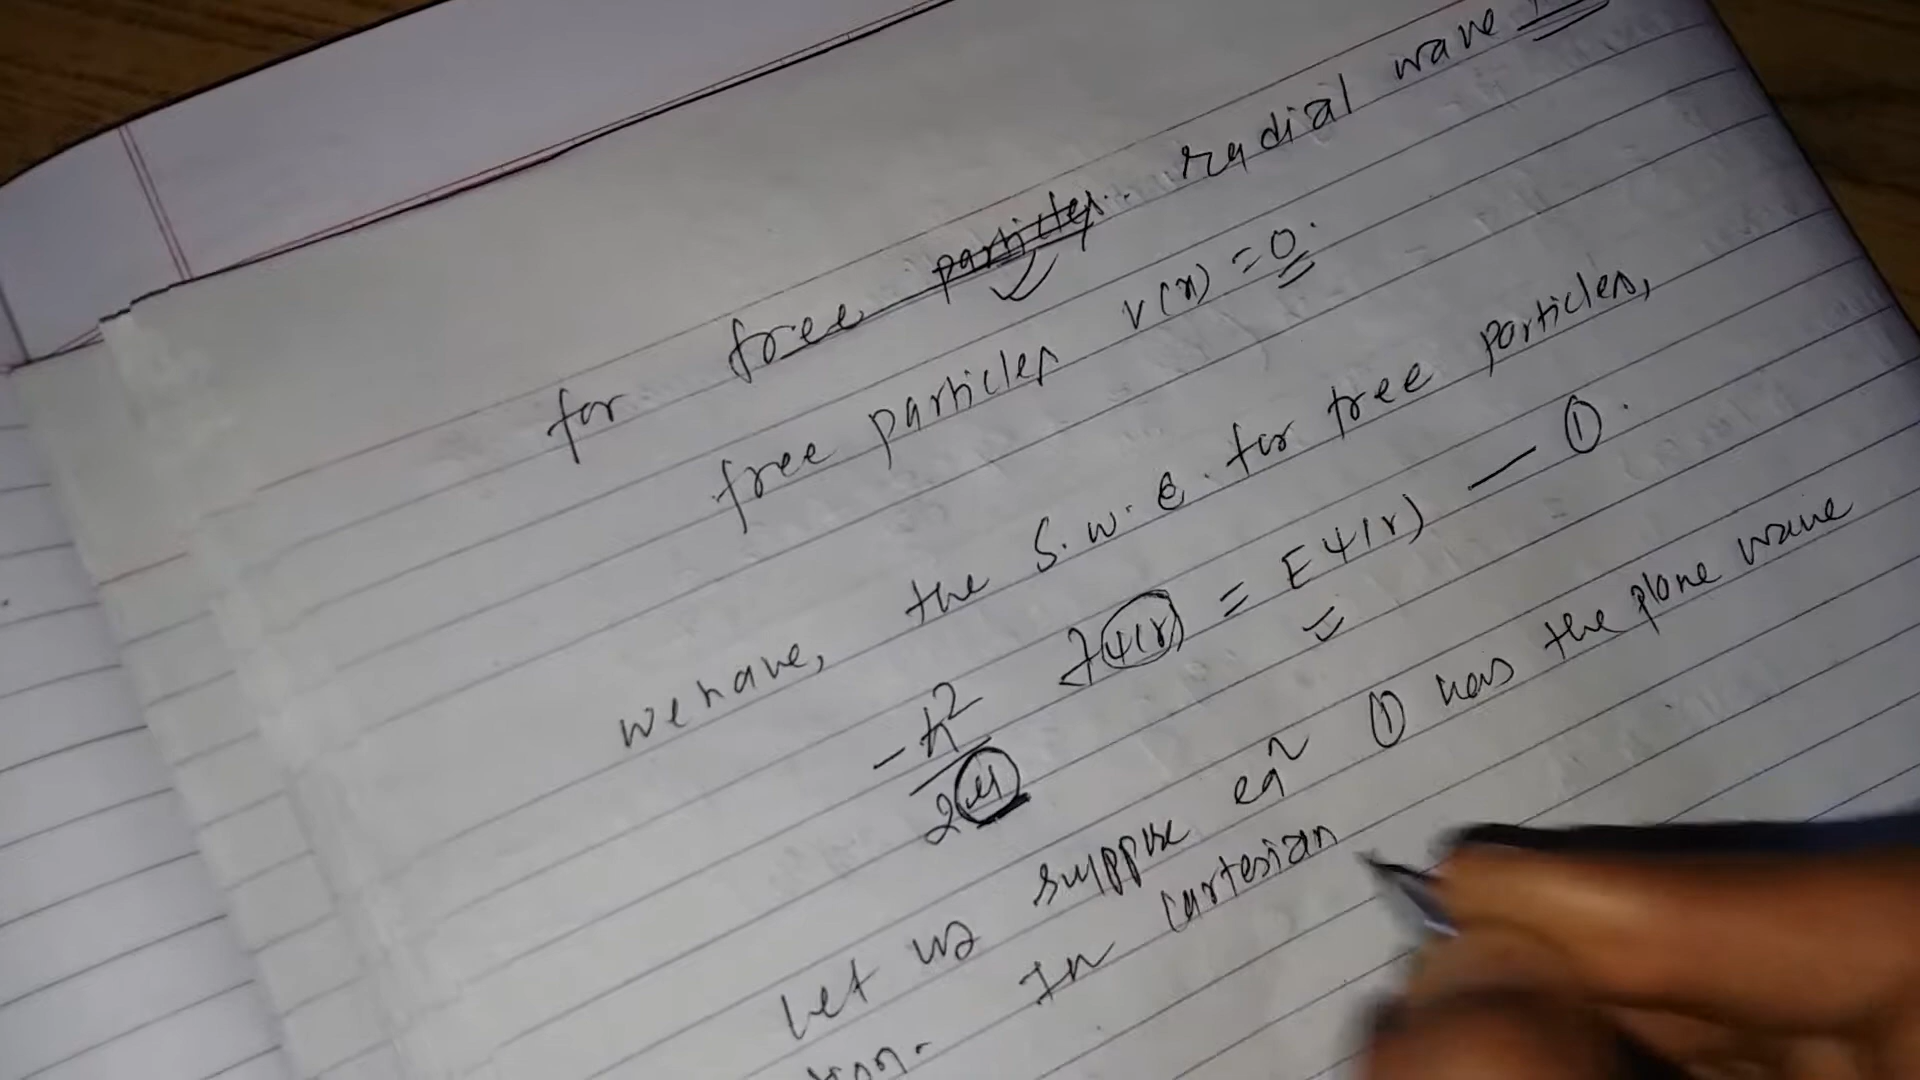 for free particles radial wave
free particles V(x) = 0.
we have, the S.w.E. for free particles,
-ħ²/2μ ∇ψ(r) = Eψ(r) — ①.
Let us suppose eqn ① has the plane wave
In cartesian